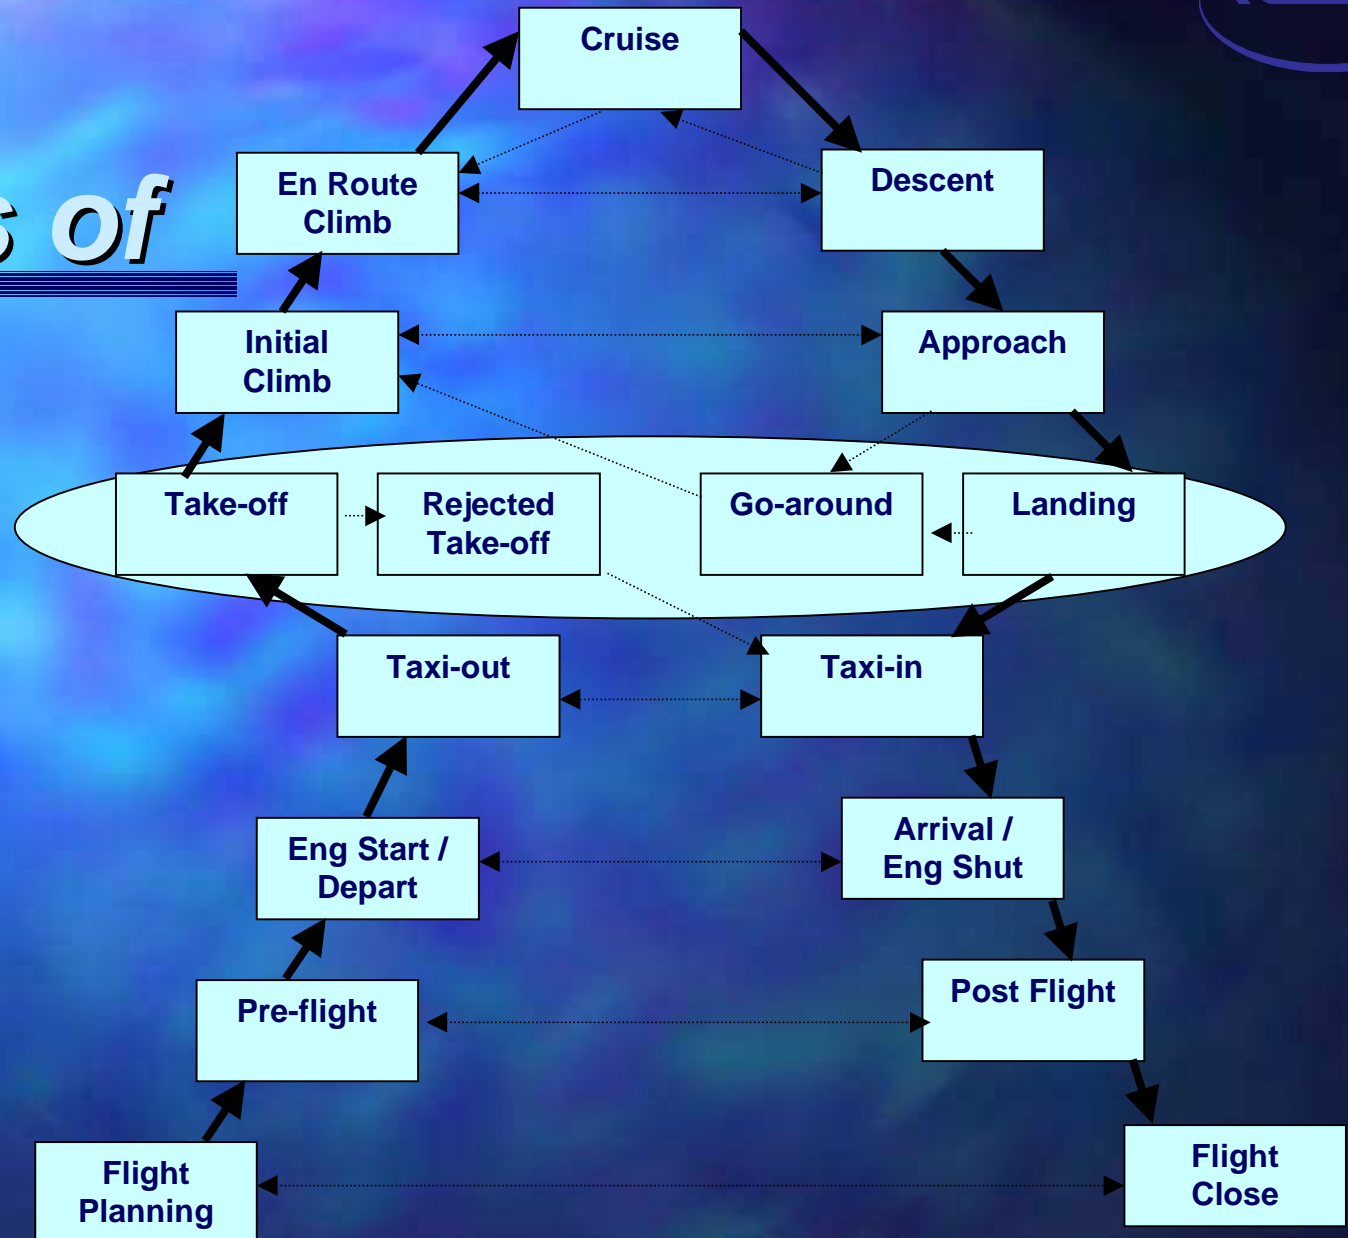 Cruise
En Route
Climb
Descent
s of
Initial
Climb
Approach
Take-off
Rejected
Take-off
Go-around
Landing
Taxi-out
Taxi-in
Eng Start /
Depart
Arrival /
Eng Shut
Pre-flight
Post Flight
Flight
Planning
Flight
Close